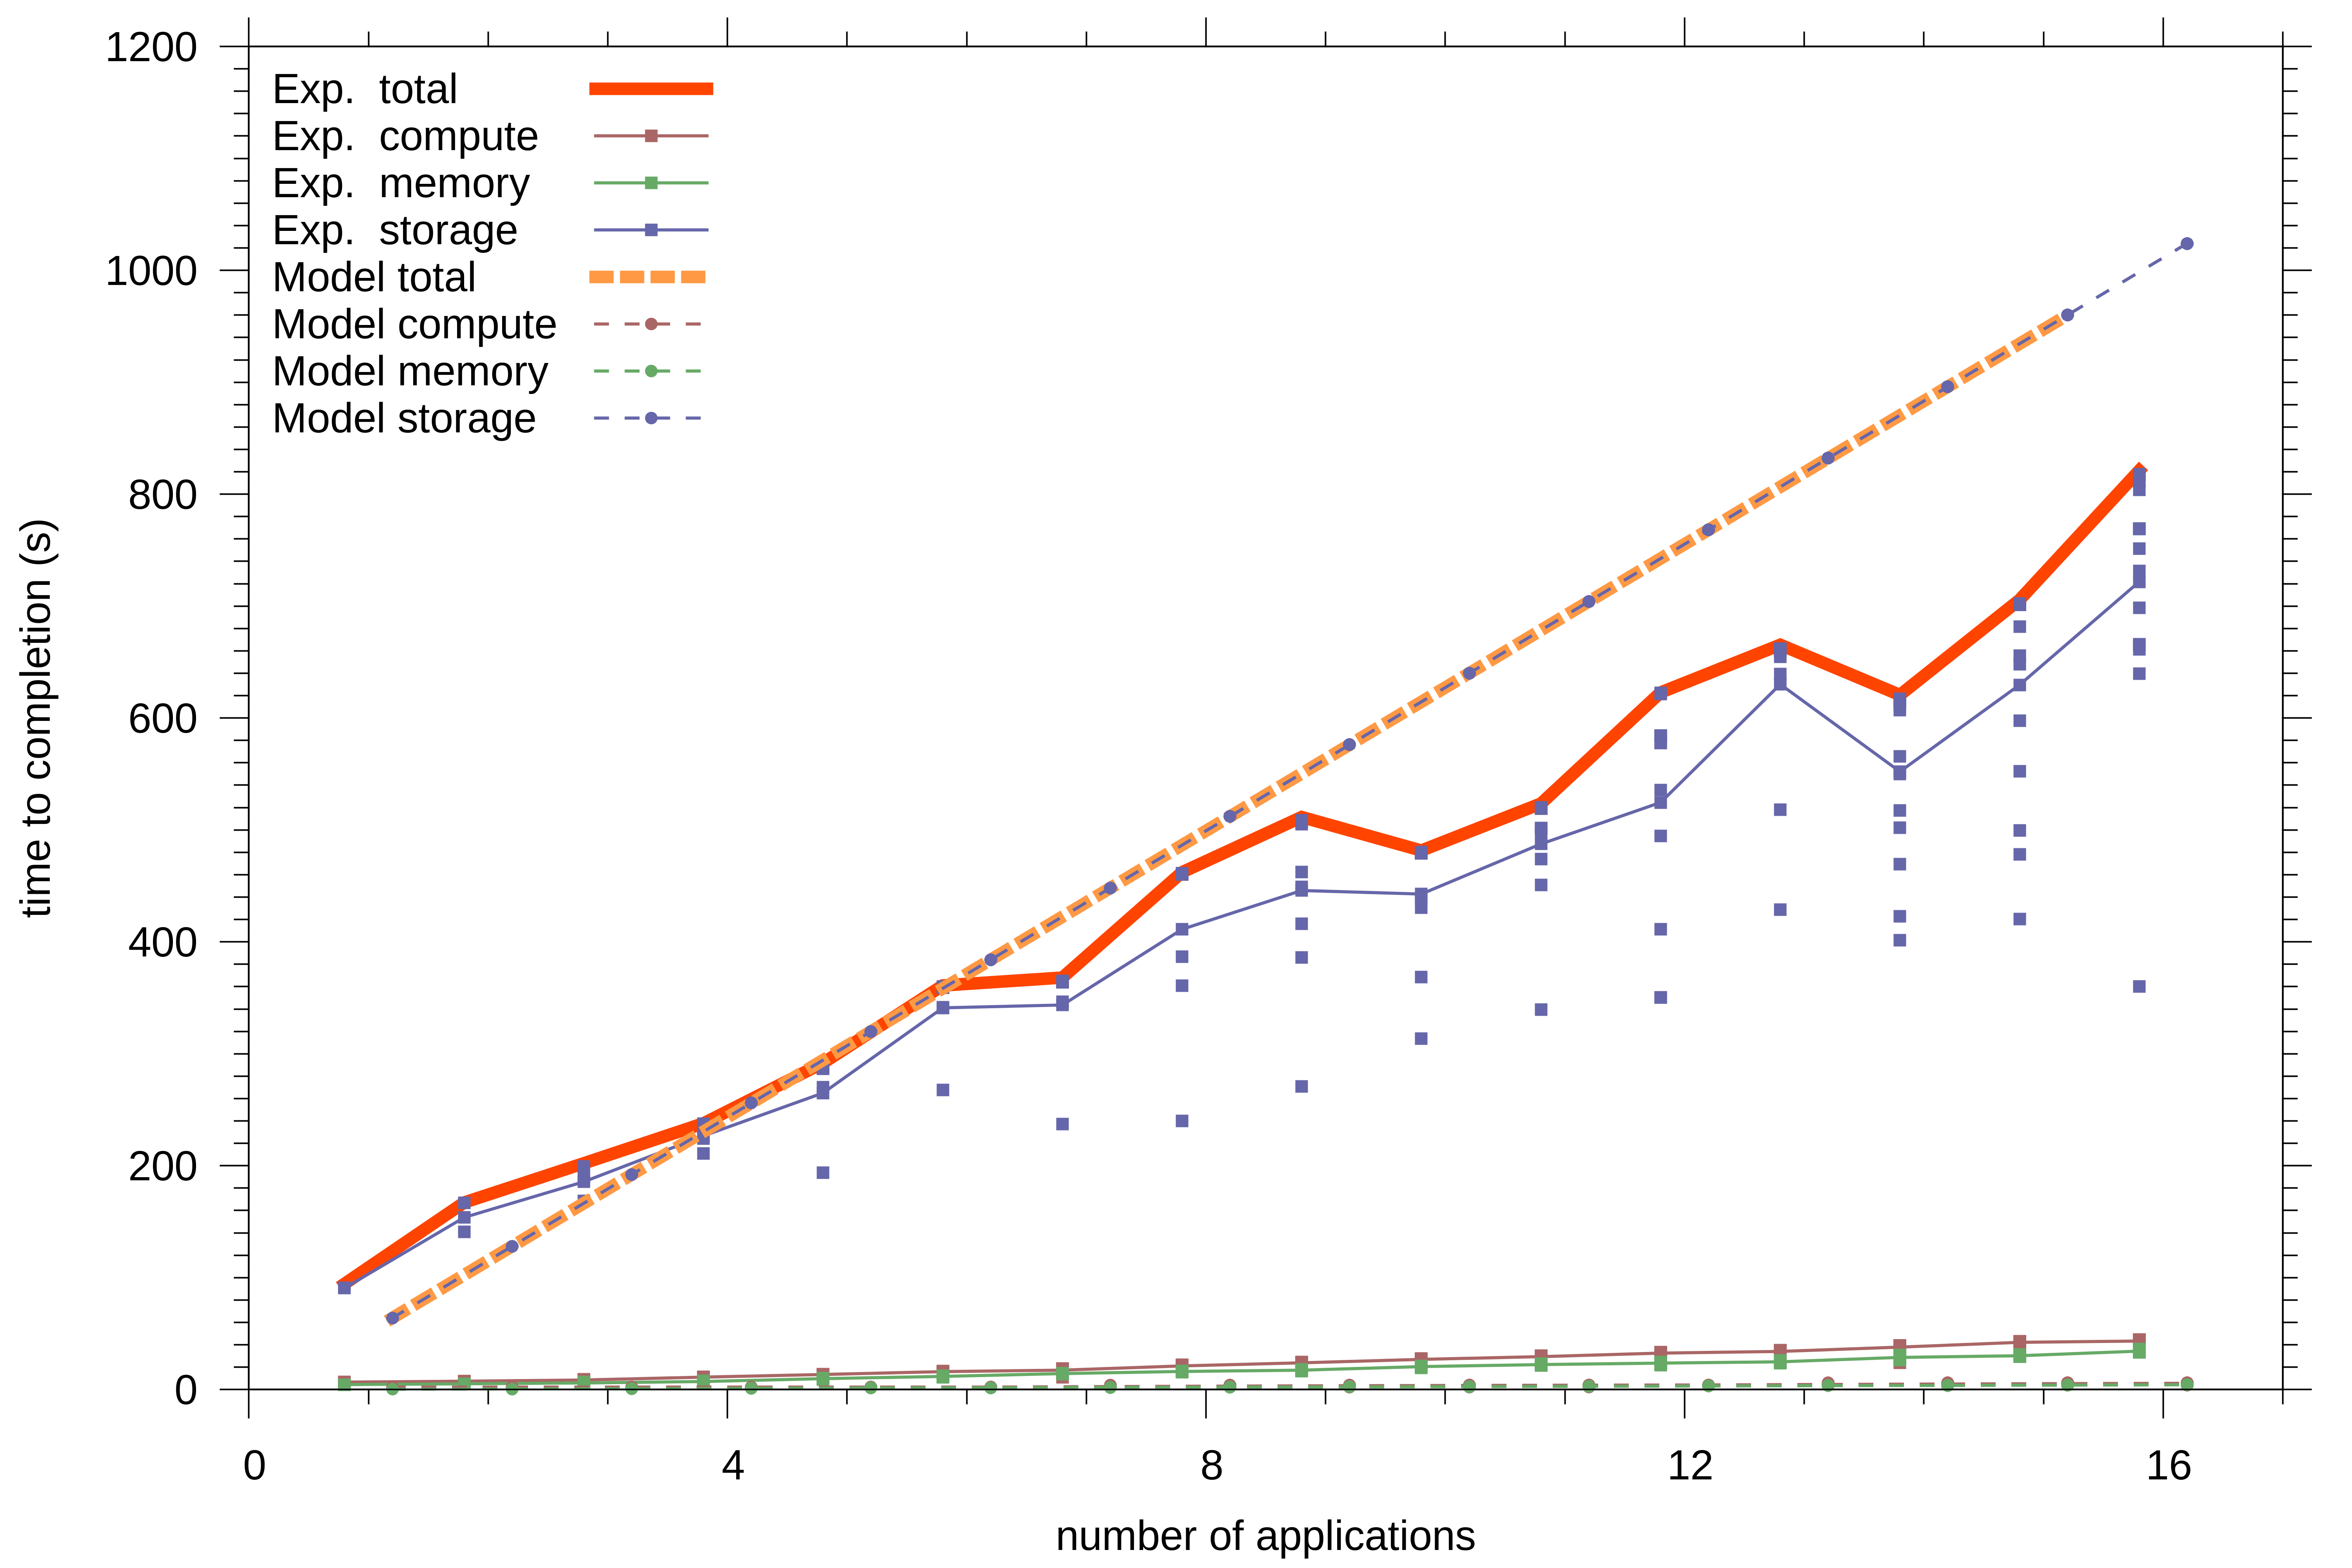 1200
1000
800
600
400
200
0
time to completion (s)
Exp. total
Exp. compute
Exp. memory
Exp. storage
Model total
Model compute
Model memory
Model storage
0 4 8 12 16
number of applications